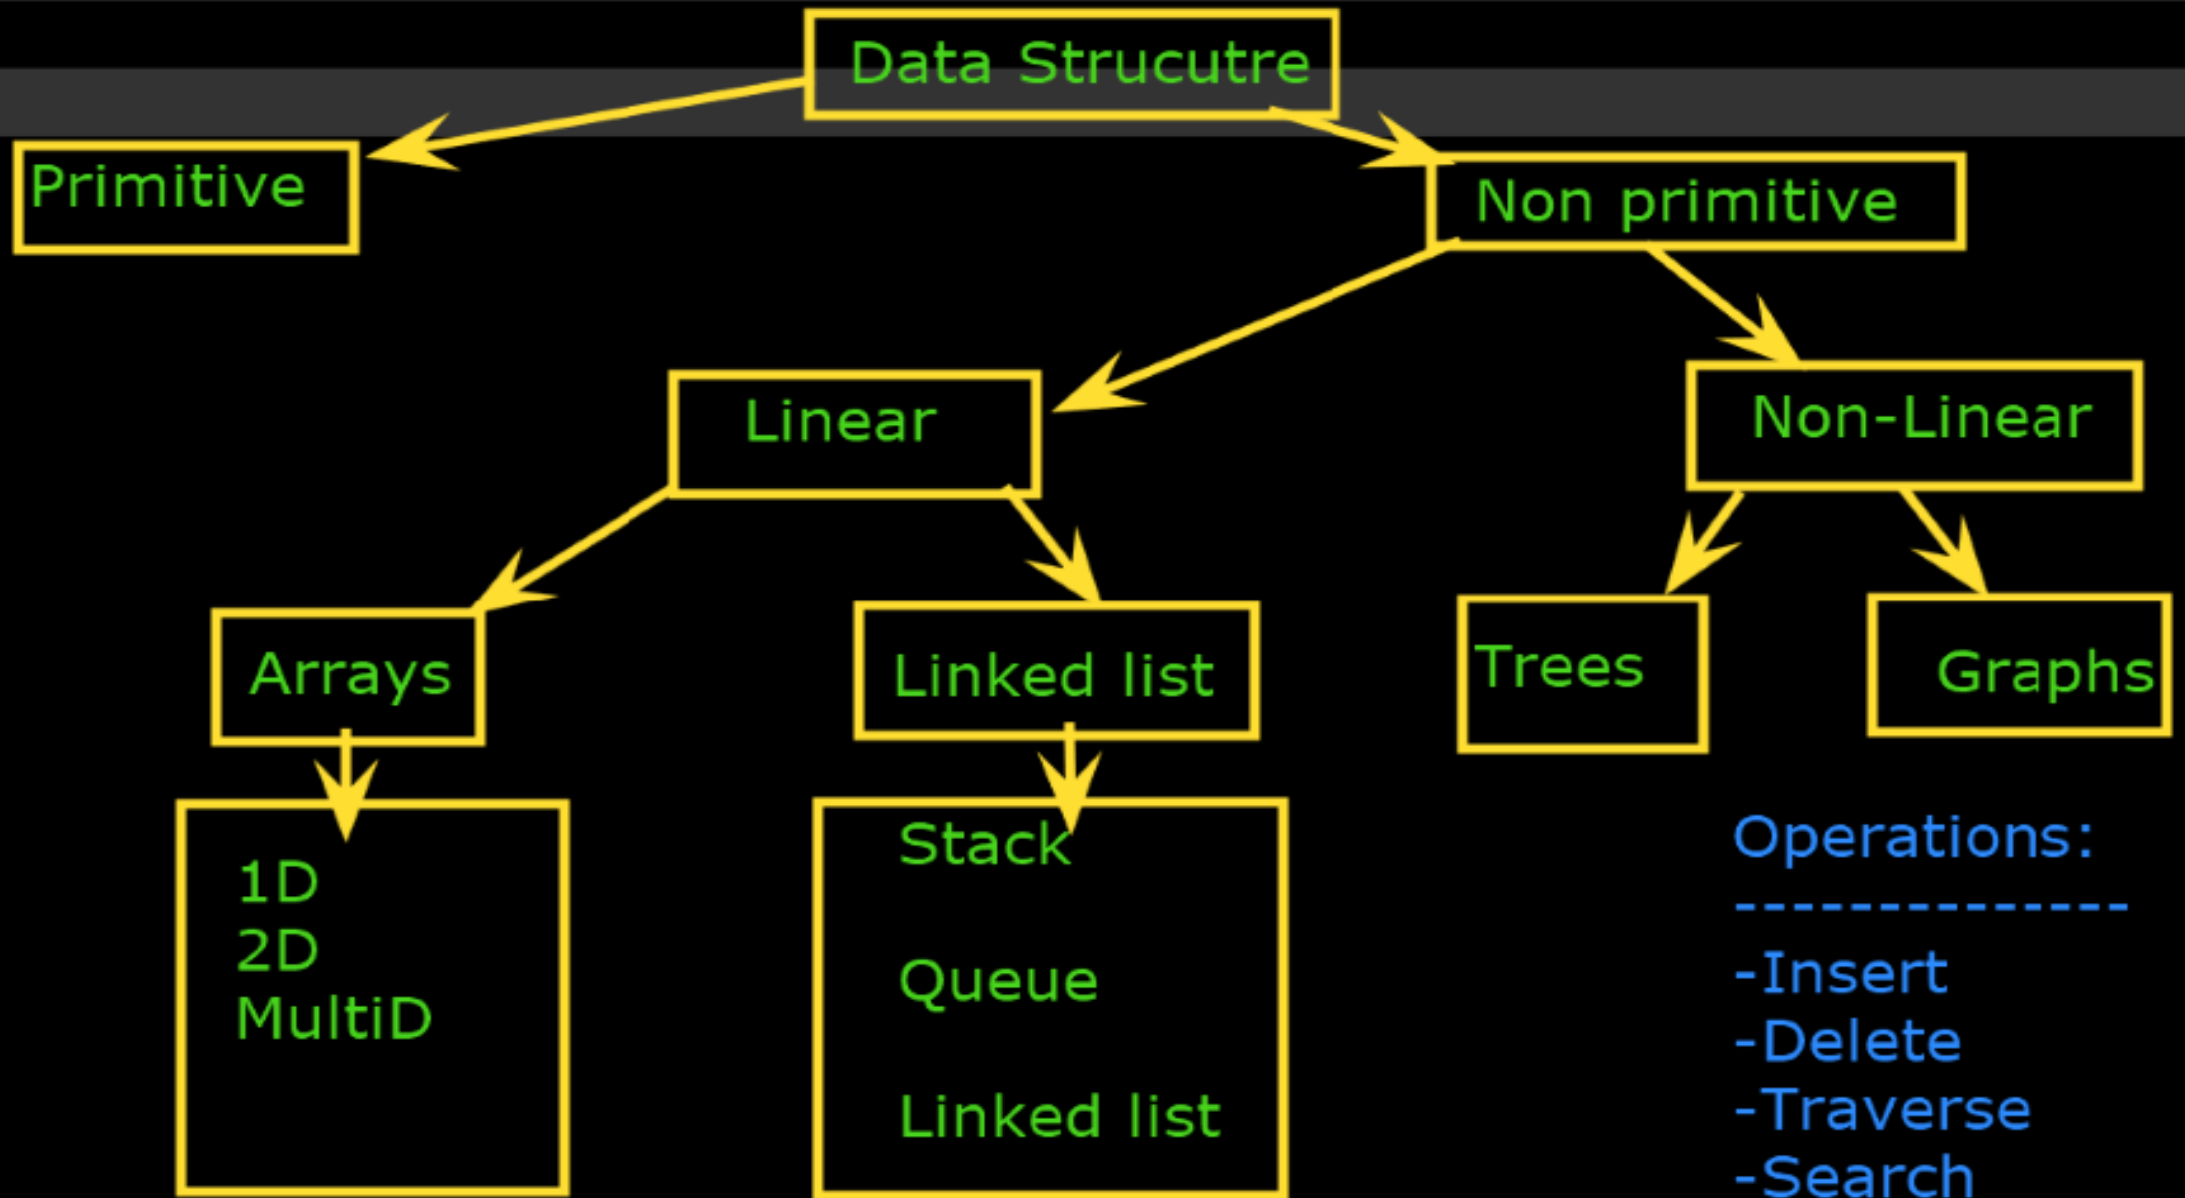 Data Strucutre
Primitive
Non primitive
Linear
Non-Linear
Arrays
Linked list
Trees
Graphs
1D
2D
MultiD
Stack
Queue
Linked list
Operations:
--------------
-Insert
-Delete
-Traverse
-Search